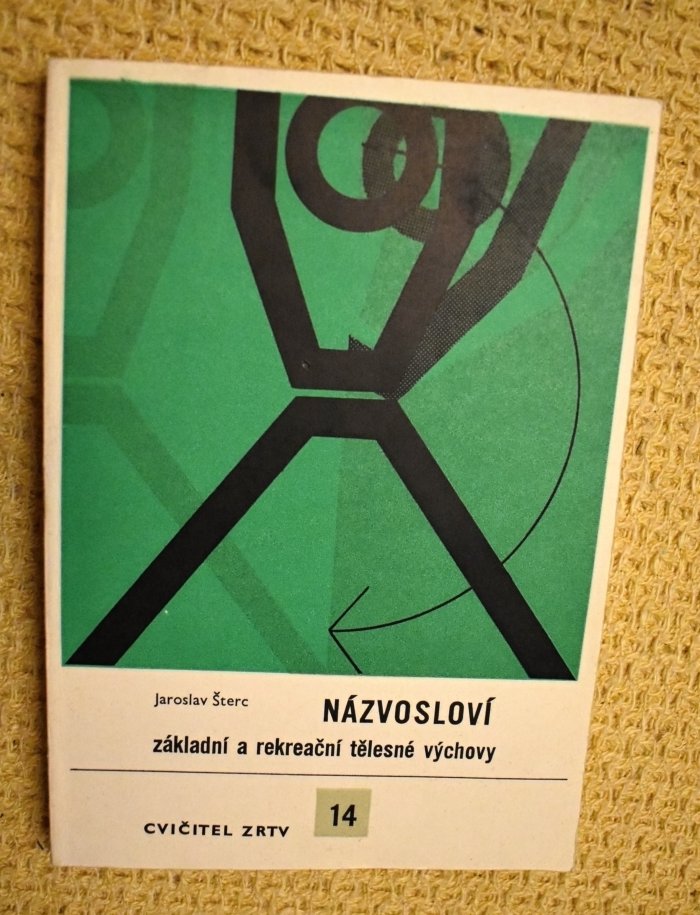 Jaroslav Šterc
NÁZVOSLOVÍ
základní a rekreační tělesné výchovy
CVIČITEL ZRTV 14